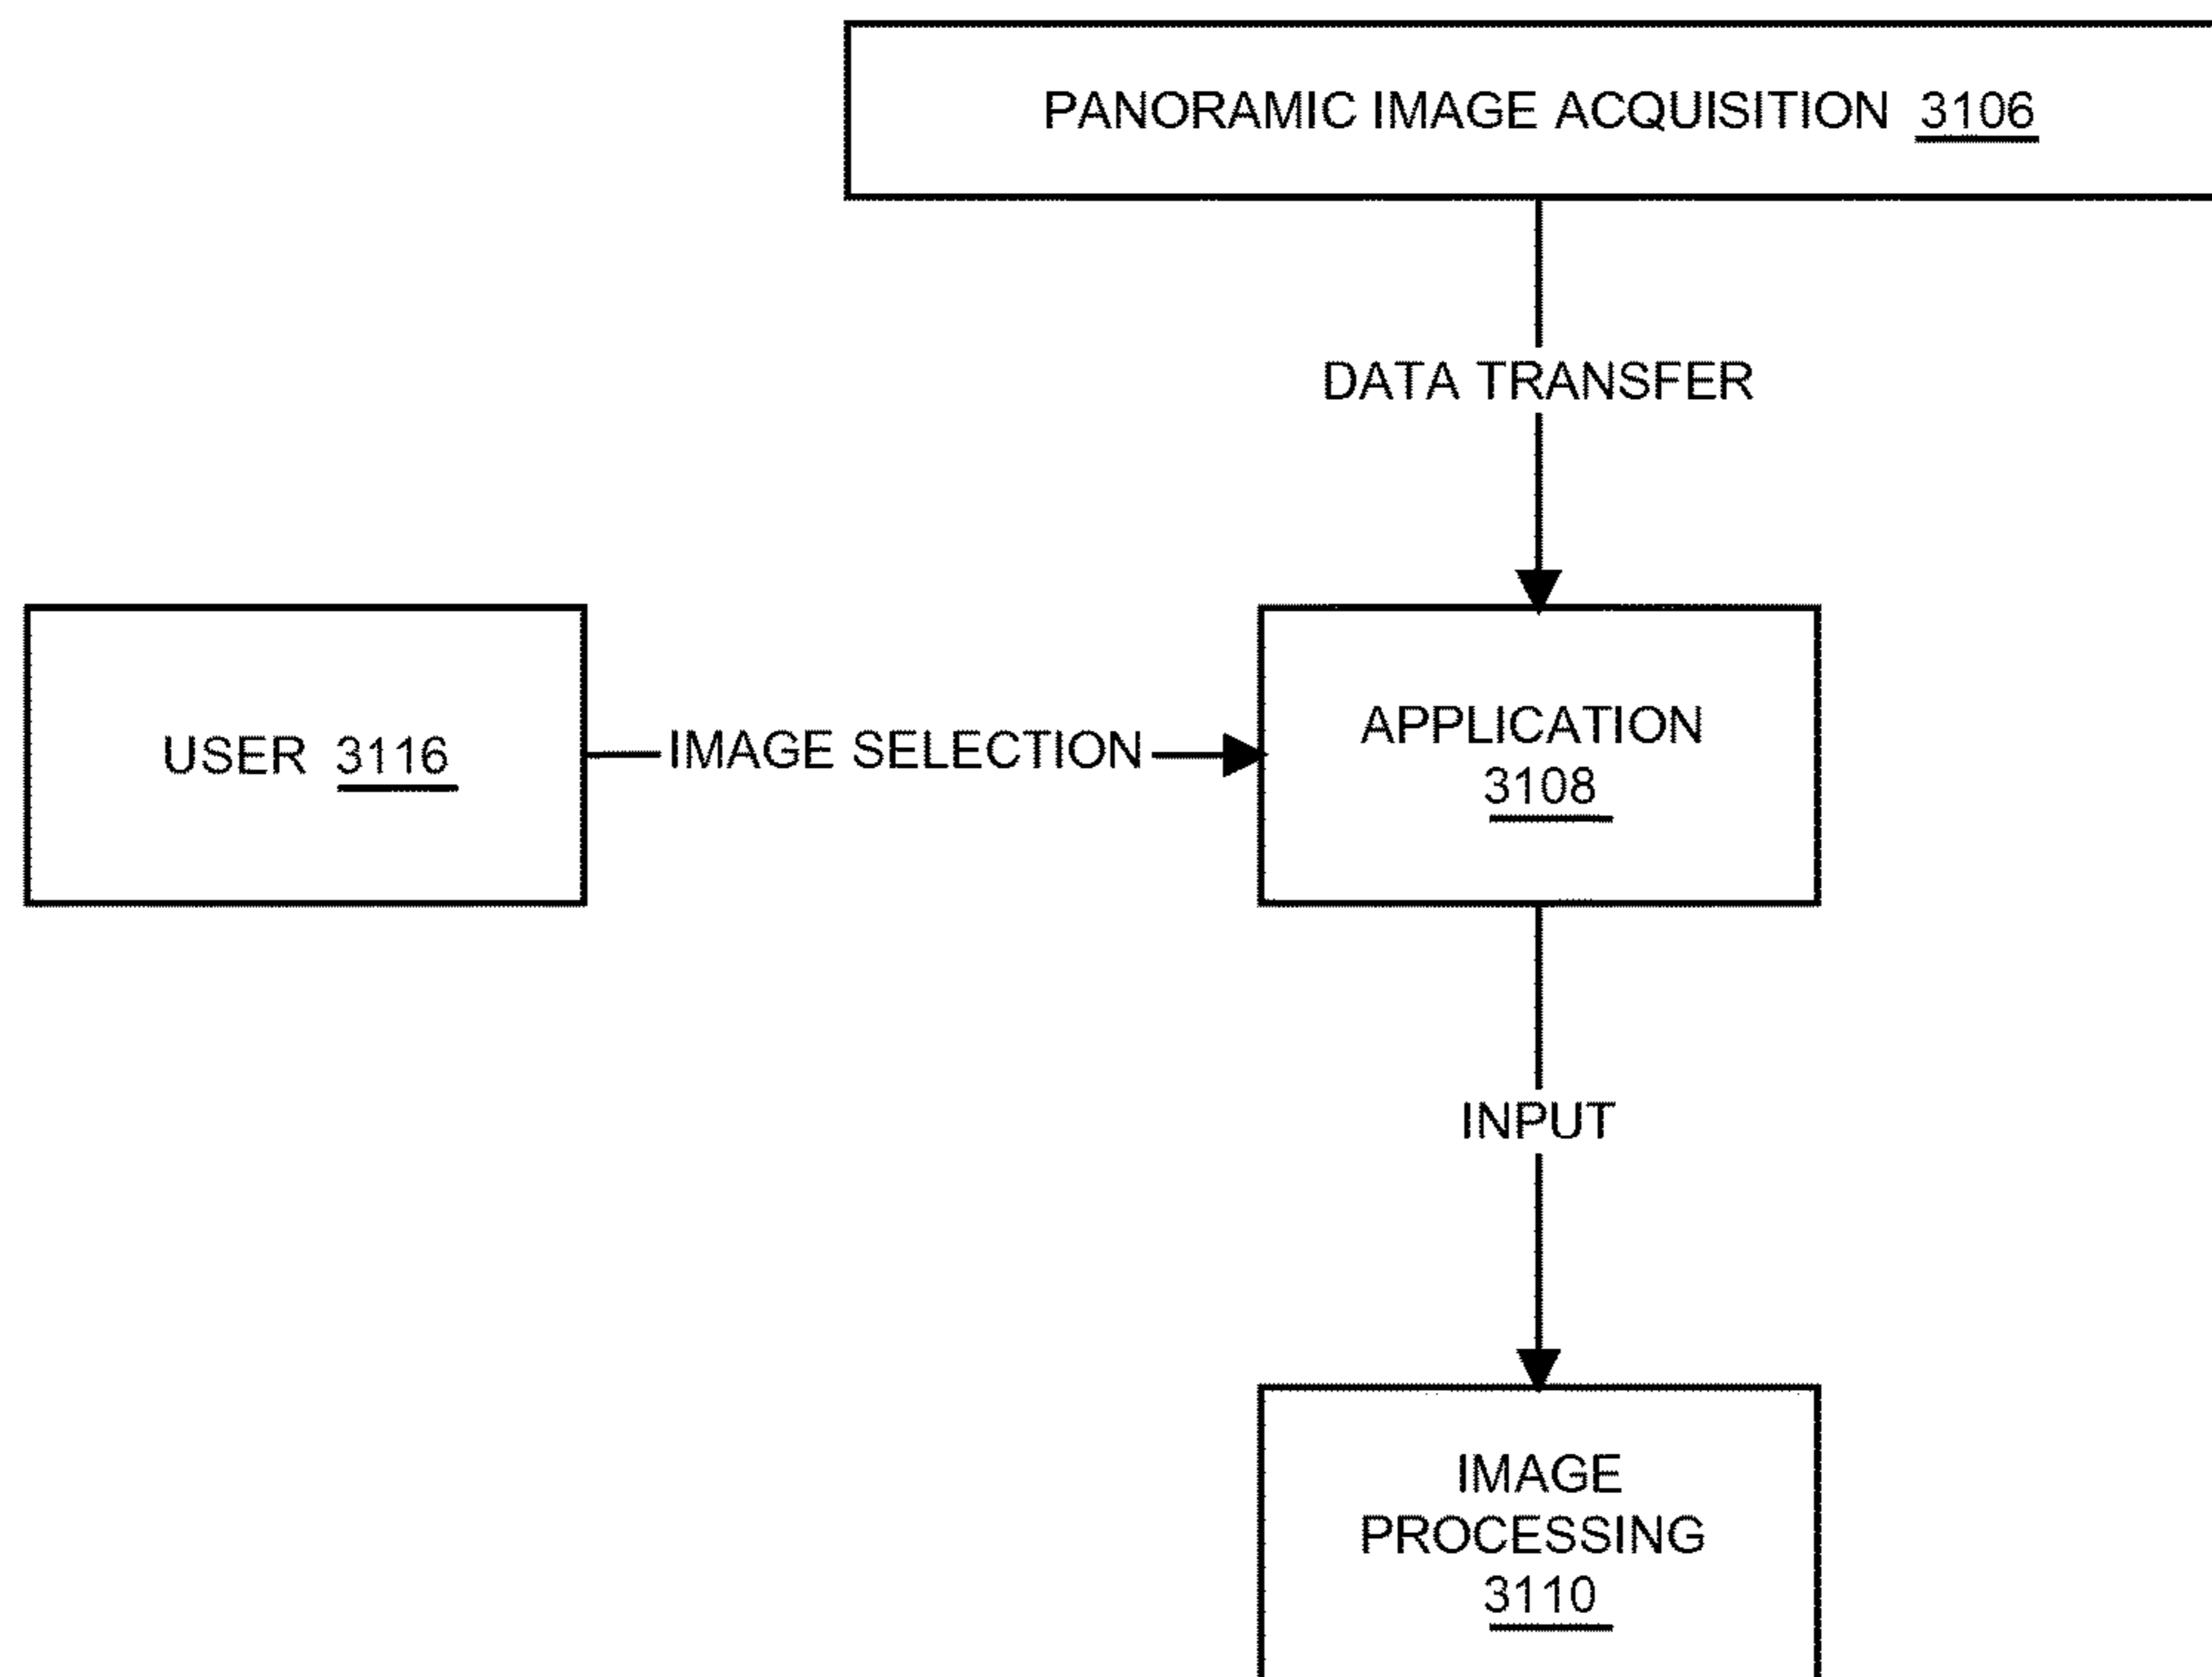 PANORAMIC IMAGE ACQUISITION 3106
DATA TRANSFER
USER 3116
IMAGE SELECTION
APPLICATION
3108
INPUT
IMAGE
PROCESSING
3110